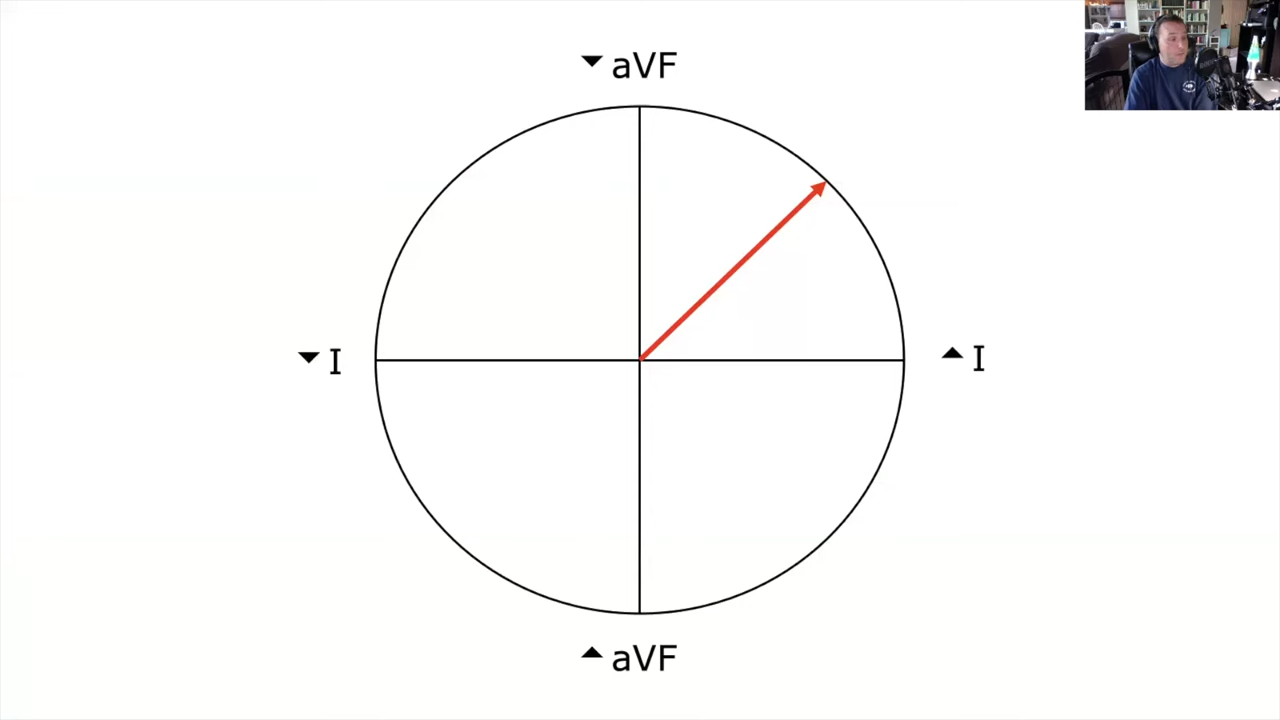 ▼ aVF
▼ I
▲ I
▲ aVF